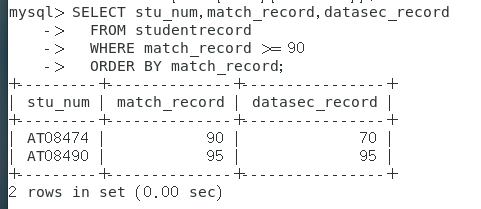 mysql> SELECT stu_num,match_record,datasec_record
    -> FROM studentrecord
    -> WHERE match_record >= 90
    -> ORDER BY match_record;
+---------+--------------+----------------+
| stu_num | match_record | datasec_record |
+---------+--------------+----------------+
| AT08474 |           90 |             70 |
| AT08490 |           95 |             95 |
+---------+--------------+----------------+
2 rows in set (0.00 sec)